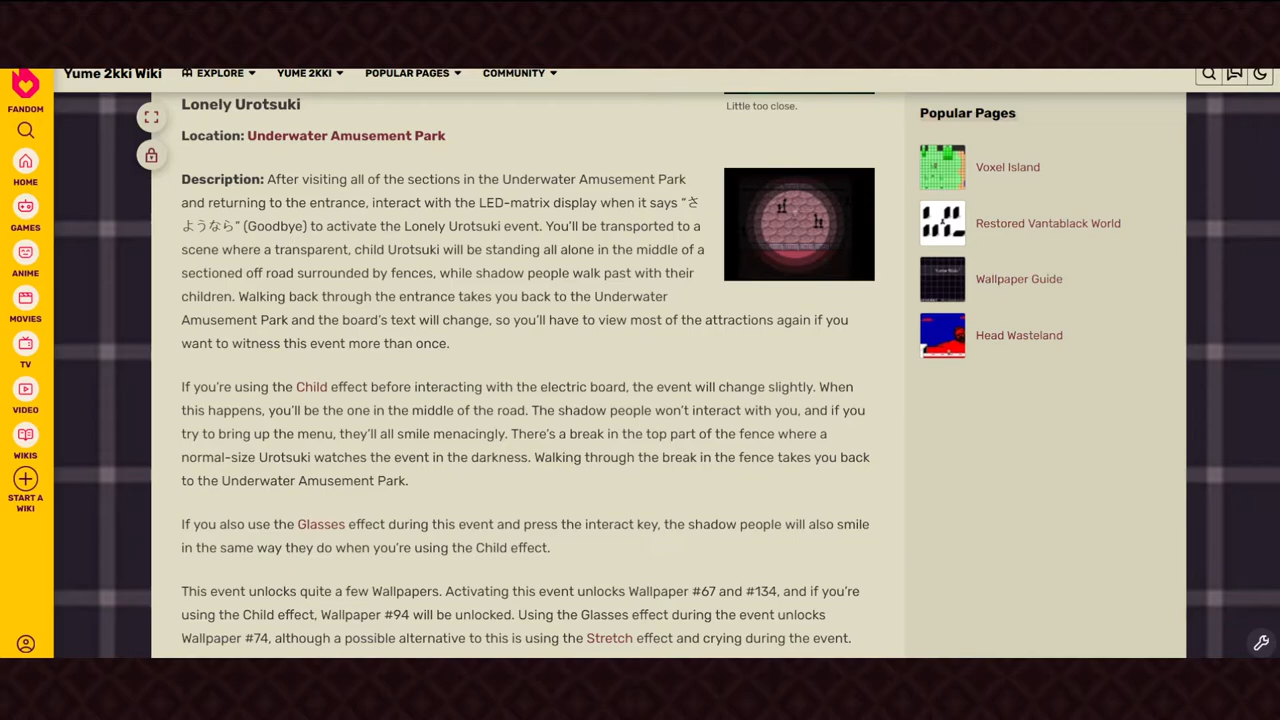 Yume 2kki Wiki
EXPLORE
YUME 2KKI
POPULAR PAGES
COMMUNITY
FANDOM
HOME
GAMES
ANIME
MOVIES
TV
VIDEO
WIKIS
START A
WIKI
Lonely Urotsuki
Location: Underwater Amusement Park
Little too close.
Description: After visiting all of the sections in the Underwater Amusement Park
and returning to the entrance, interact with the LED-matrix display when it says “さ
ようなら” (Goodbye) to activate the Lonely Urotsuki event. You’ll be transported to a
scene where a transparent, child Urotsuki will be standing all alone in the middle of a
sectioned off road surrounded by fences, while shadow people walk past with their
children. Walking back through the entrance takes you back to the Underwater
Amusement Park and the board’s text will change, so you’ll have to view most of the attractions again if you
want to witness this event more than once.
If you’re using the Child effect before interacting with the electric board, the event will change slightly. When
this happens, you’ll be the one in the middle of the road. The shadow people won’t interact with you, and if you
try to bring up the menu, they’ll all smile menacingly. There’s a break in the top part of the fence where a
normal-size Urotsuki watches the event in the darkness. Walking through the break in the fence takes you back
to the Underwater Amusement Park.
If you also use the Glasses effect during this event and press the interact key, the shadow people will also smile
in the same way they do when you’re using the Child effect.
This event unlocks quite a few Wallpapers. Activating this event unlocks Wallpaper #67 and #134, and if you’re
using the Child effect, Wallpaper #94 will be unlocked. Using the Glasses effect during the event unlocks
Wallpaper #74, although a possible alternative to this is using the Stretch effect and crying during the event.
Popular Pages
Voxel Island
Restored Vantablack World
Wallpaper Guide
Head Wasteland